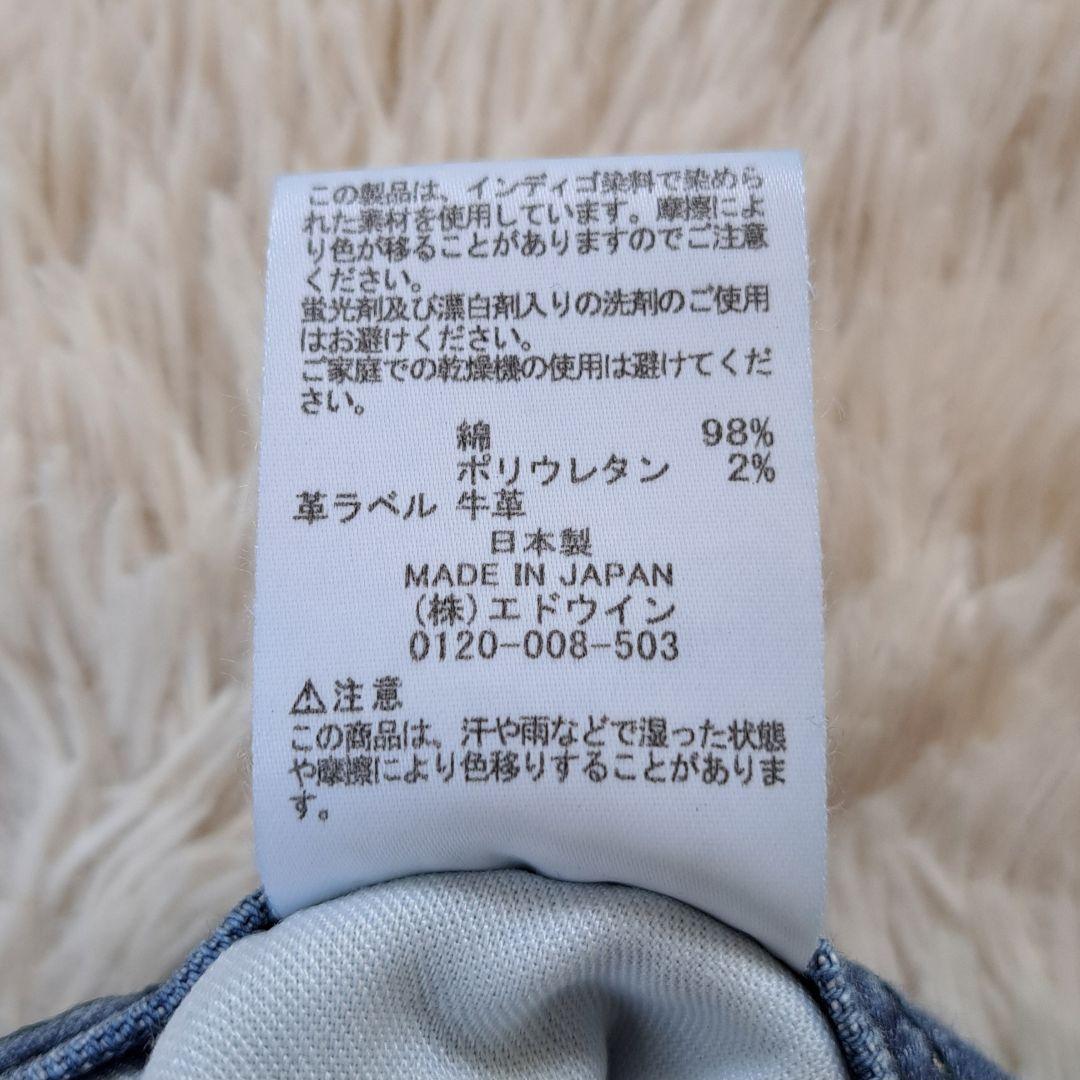 この製品は、インディゴ染料で染めら
れた素材を使用しています。摩擦によ
り色が移ることがありますのでご注意
ください。
蛍光剤及び漂白剤入りの洗剤のご使用
はお避けください。
ご家庭での乾燥機の使用は避けてくだ
さい。
綿 98%
ポリウレタン 2%
革ラベル 牛革
日本製
MADE IN JAPAN
(株)エドウイン
0120-008-503
⚠注意
この商品は、汗や雨などで湿った状態
や摩擦により色移りすることがありま
す。